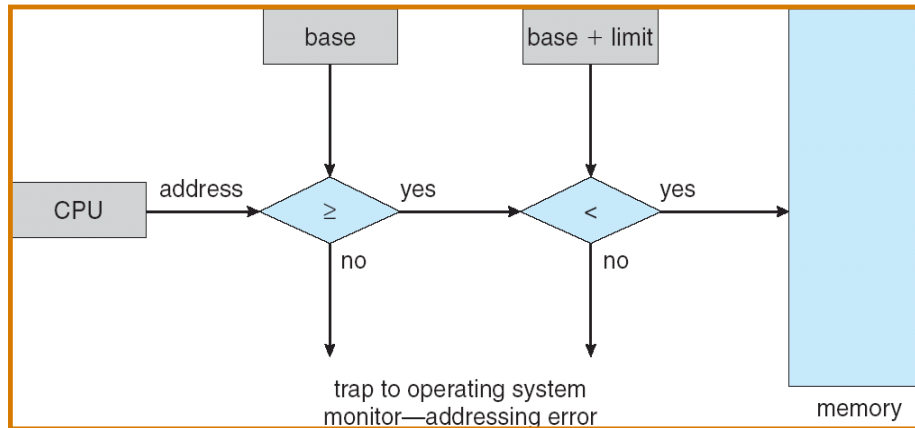 base
base + limit
CPU
address
≥
yes
<
yes
no
no
trap to operating system
monitor—addressing error
memory